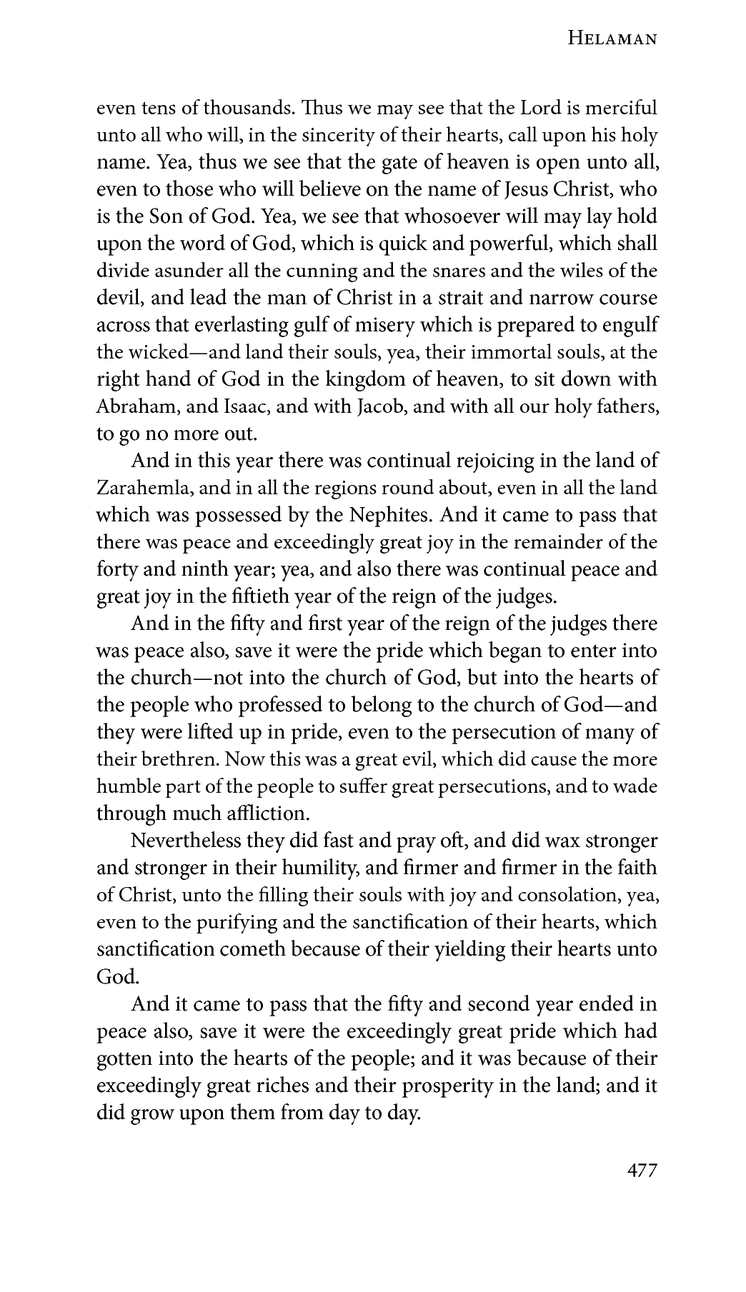 Helaman
even tens of thousands. Thus we may see that the Lord is merciful
unto all who will, in the sincerity of their hearts, call upon his holy
name. Yea, thus we see that the gate of heaven is open unto all,
even to those who will believe on the name of Jesus Christ, who
is the Son of God. Yea, we see that whosoever will may lay hold
upon the word of God, which is quick and powerful, which shall
divide asunder all the cunning and the snares and the wiles of the
devil, and lead the man of Christ in a strait and narrow course
across that everlasting gulf of misery which is prepared to engulf
the wicked—and land their souls, yea, their immortal souls, at the
right hand of God in the kingdom of heaven, to sit down with
Abraham, and Isaac, and with Jacob, and with all our holy fathers,
to go no more out.
And in this year there was continual rejoicing in the land of
Zarahemla, and in all the regions round about, even in all the land
which was possessed by the Nephites. And it came to pass that
there was peace and exceedingly great joy in the remainder of the
forty and ninth year; yea, and also there was continual peace and
great joy in the fiftieth year of the reign of the judges.
And in the fifty and first year of the reign of the judges there
was peace also, save it were the pride which began to enter into
the church—not into the church of God, but into the hearts of
the people who professed to belong to the church of God—and
they were lifted up in pride, even to the persecution of many of
their brethren. Now this was a great evil, which did cause the more
humble part of the people to suffer great persecutions, and to wade
through much affliction.
Nevertheless they did fast and pray oft, and did wax stronger
and stronger in their humility, and firmer and firmer in the faith
of Christ, unto the filling their souls with joy and consolation, yea,
even to the purifying and the sanctification of their hearts, which
sanctification cometh because of their yielding their hearts unto
God.
And it came to pass that the fifty and second year ended in
peace also, save it were the exceedingly great pride which had
gotten into the hearts of the people; and it was because of their
exceedingly great riches and their prosperity in the land; and it
did grow upon them from day to day.
477